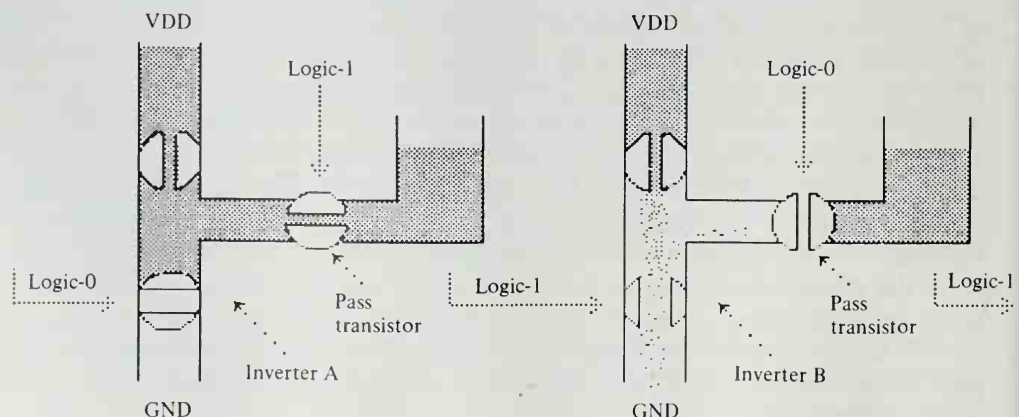 VDD
Logic-1
Logic-0
Pass
transistor
Inverter A
GND
VDD
Logic-0
Logic-1
Logic-1
Pass
transistor
Inverter B
GND